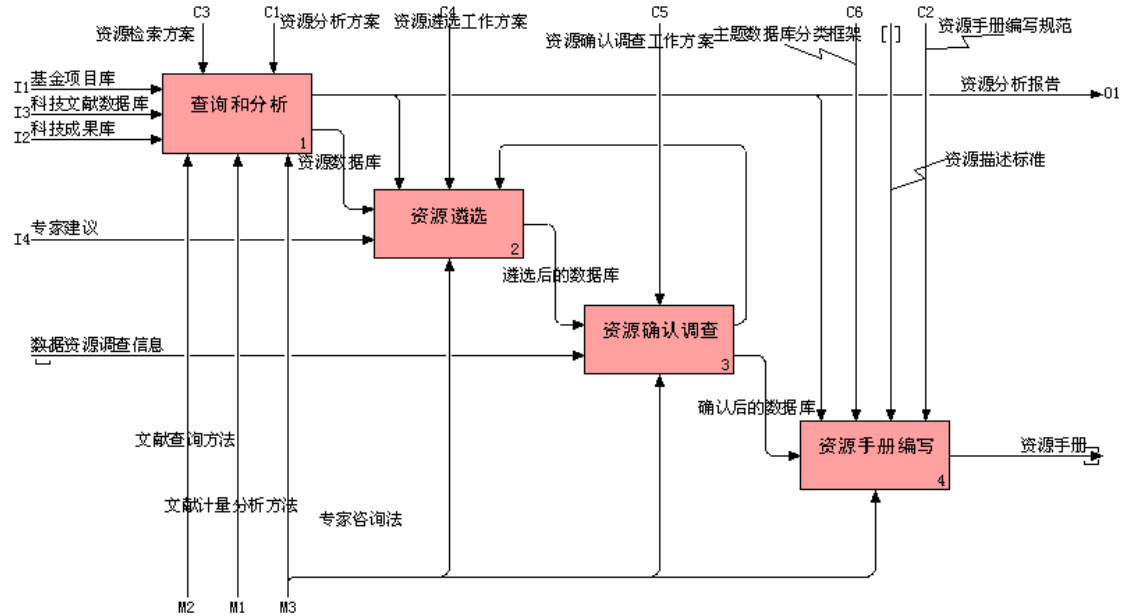 C3
C1
C4
C5
C6
C2
资源检索方案
资源分析方案
资源遴选工作方案
资源确认调查工作方案
主题数据库分类框架
[ ]
资源手册编写规范
I1 基金项目库
I3 科技文献数据库
I2 科技成果库
查询和分析
1
资源分析报告
O1
资源数据库
资源描述标准
I4 专家建议
资源遴选
2
遴选后的数据库
数据资源调查信息
资源确认调查
3
确认后的数据库
文献查询方法
资源手册编写
4
资源手册
文献计量分析方法
专家咨询法
M2
M1
M3